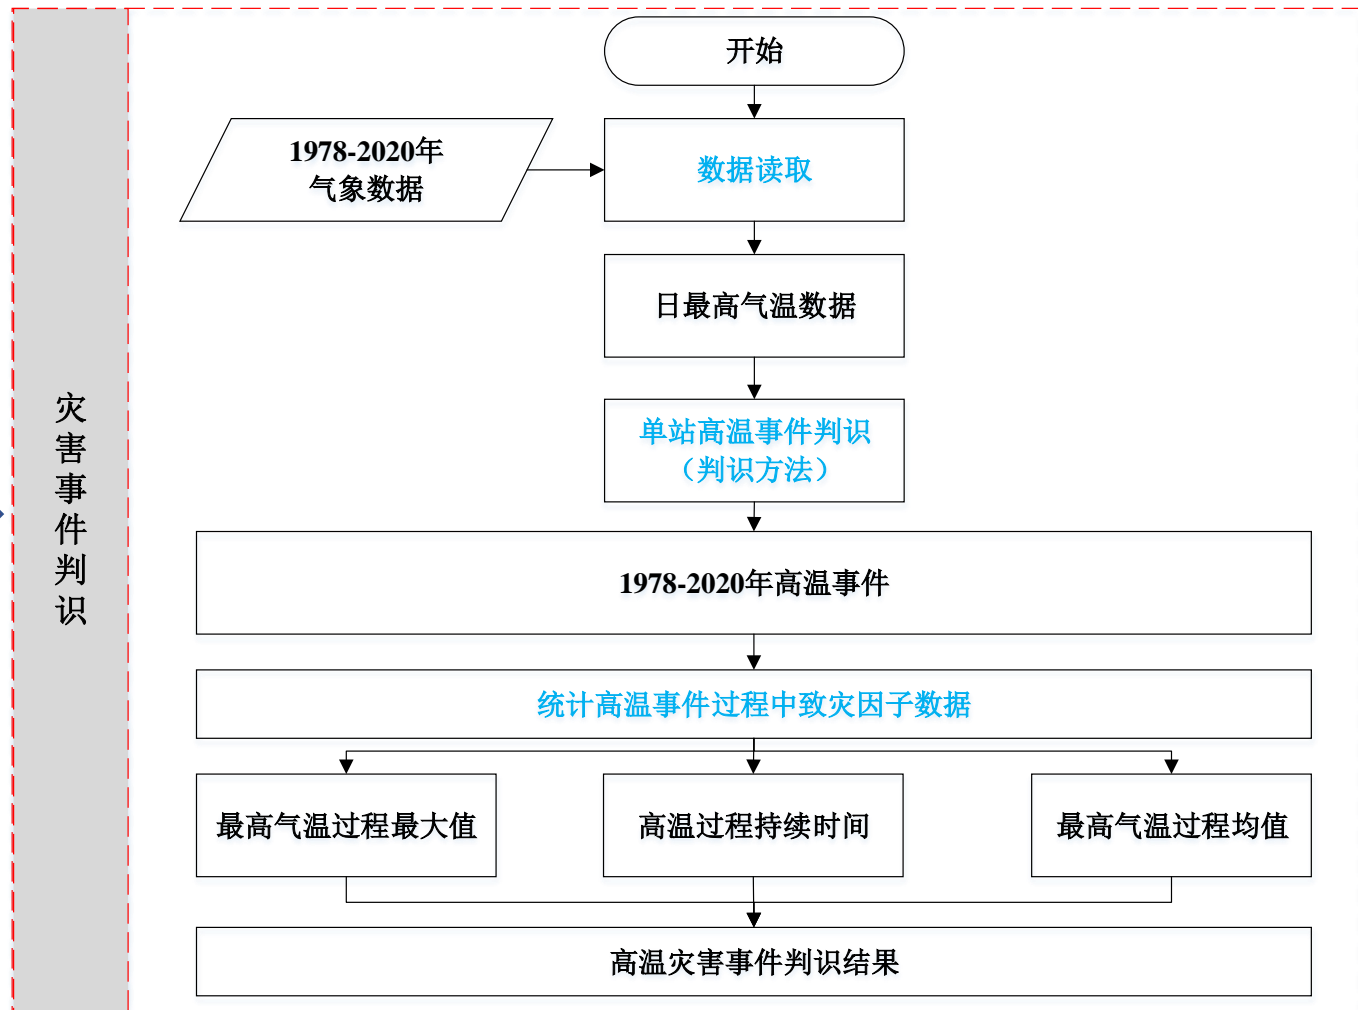 开始
1978-2020年
气象数据
数据读取
日最高气温数据
单站高温事件判识
（判识方法）
灾害事件判识
1978-2020年高温事件
统计高温事件过程中致灾因子数据
最高气温过程最大值
高温过程持续时间
最高气温过程均值
高温灾害事件判识结果